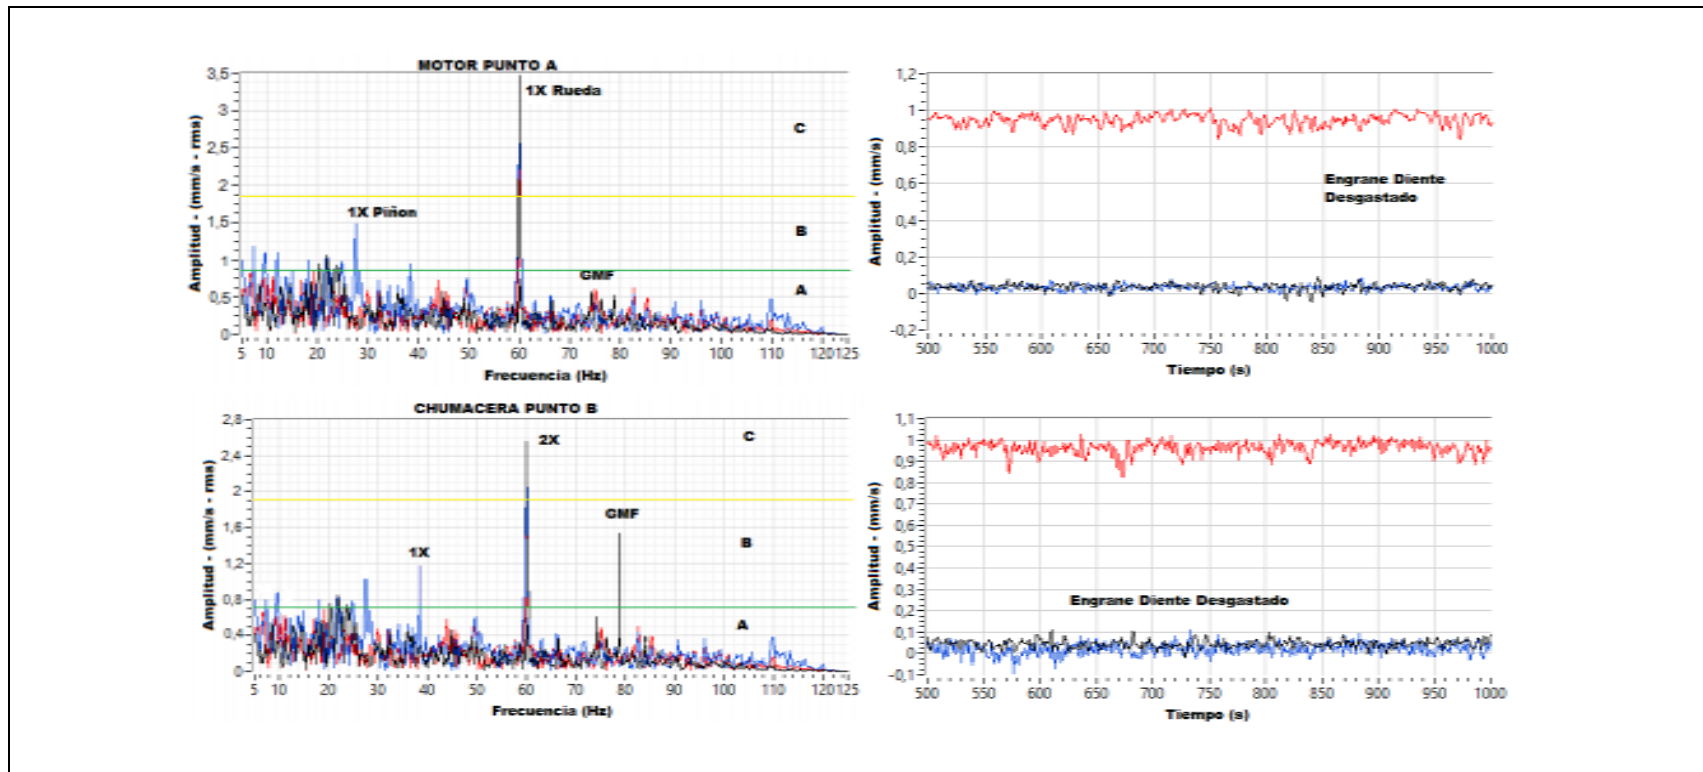 MOTOR PUNTO A
3,5
3
2,5
2
1,5
1
0,5
0
Amplitud - (mm/s - rms)
1X Rueda
1X Piñon
GMF
C
B
A
5 10 20 30 40 50 60 70 80 90 100 110 120125
Frecuencia (Hz)
1,2
1
0,8
0,6
0,4
0,2
0
-0,2
Amplitud - (mm/s)
Engrane Diente
Desgastado
500 550 600 650 700 750 800 850 900 950 1000
Tiempo (s)
CHUMACERA PUNTO B
2,8
2,4
2
1,6
1,2
0,8
0,4
0
Amplitud - (mm/s - rms)
2X
1X
GMF
C
B
A
5 10 20 30 40 50 60 70 80 90 100 110 120125
Frecuencia (Hz)
1,1
1
0,9
0,8
0,7
0,6
0,5
0,4
0,3
0,2
0,1
0
-0,1
Amplitud - (mm/s)
Engrane Diente Desgastado
500 550 600 650 700 750 800 850 900 950 1000
Tiempo (s)